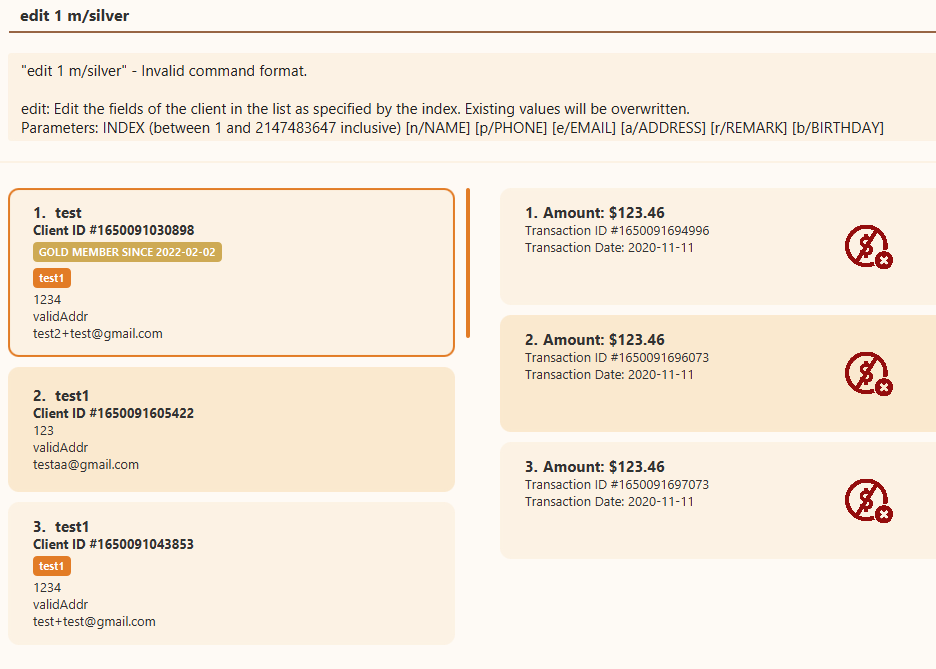 edit 1 m/silver
"edit 1 m/silver" - Invalid command format.
edit: Edit the fields of the client in the list as specified by the index. Existing values will be overwritten.
Parameters: INDEX (between 1 and 2147483647 inclusive) [n/NAME] [p/PHONE] [e/EMAIL] [a/ADDRESS] [r/REMARK] [b/BIRTHDAY]
1. test
Client ID #1650091030898
GOLD MEMBER SINCE 2022-02-02
test1
1234
validAddr
test2+test@gmail.com
2. test1
Client ID #1650091605422
123
validAddr
testaa@gmail.com
3. test1
Client ID #1650091043853
test1
1234
validAddr
test+test@gmail.com
1. Amount: $123.46
Transaction ID #1650091694996
Transaction Date: 2020-11-11
2. Amount: $123.46
Transaction ID #1650091696073
Transaction Date: 2020-11-11
3. Amount: $123.46
Transaction ID #1650091697073
Transaction Date: 2020-11-11